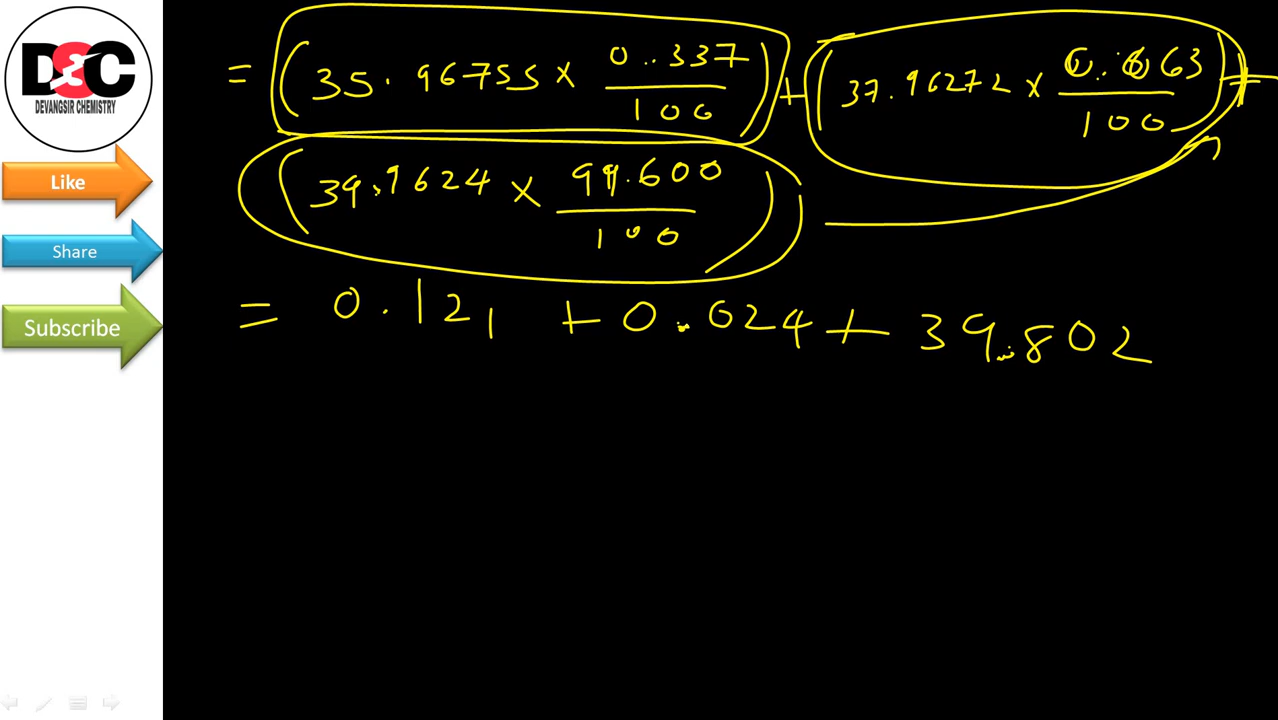 DEC
DEVANGSIR CHEMISTRY
Like
Share
Subscribe
= (35.96755 × 0.337/100) + (37.96272 × 0.063/100) +
(39.9624 × 99.600/100)
= 0.121 + 0.024 + 39.802